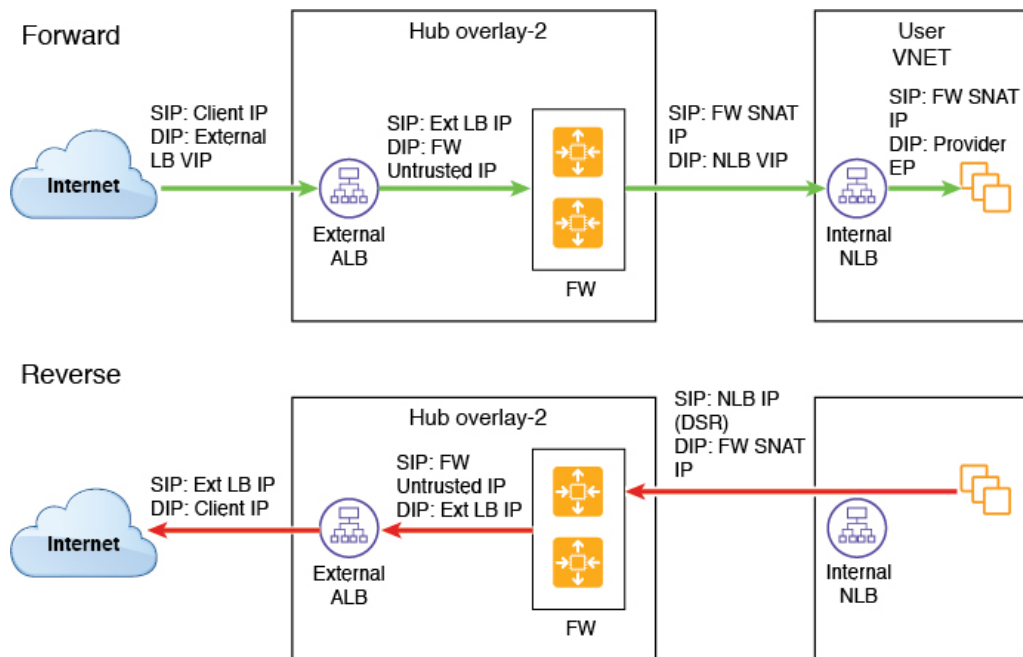 Forward
Hub overlay-2
User
VNET
SIP: Client IP
DIP: External
LB VIP
SIP: Ext LB IP
DIP: FW
Untrusted IP
SIP: FW SNAT
IP
DIP: NLB VIP
SIP: FW SNAT
IP
DIP: Provider
EP
Internet
External
ALB
FW
Internal
NLB
Reverse
Hub overlay-2
SIP: NLB IP
(DSR)
DIP: FW SNAT
IP
SIP: FW
Untrusted IP
DIP: Ext LB IP
SIP: Ext LB IP
DIP: Client IP
Internet
External
ALB
FW
Internal
NLB